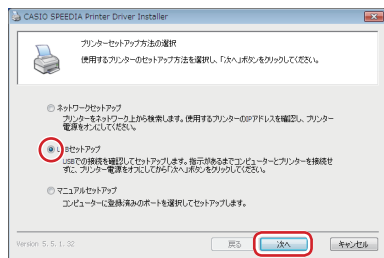 CASIO SPEEDIA Printer Driver Installer
プリンターセットアップ方法の選択
使用するプリンターのセットアップ方法を選択し、「次へ」ボタンをクリックしてください。
ネットワークセットアップ
プリンターをネットワーク上から検索します。使用するプリンターのIPアドレスを確認し、プリンター
電源をオンにしてください。
USBセットアップ
USBでの接続を確認してセットアップします。指示があるまでコンピューターとプリンターを接続せ
ずに、プリンター電源をオフにしてから「次へ」ボタンをクリックしてください。
マニュアルセットアップ
コンピューターに登録済みのポートを選択してセットアップします。
Version 5.5.1.32
戻る
次へ
キャンセル